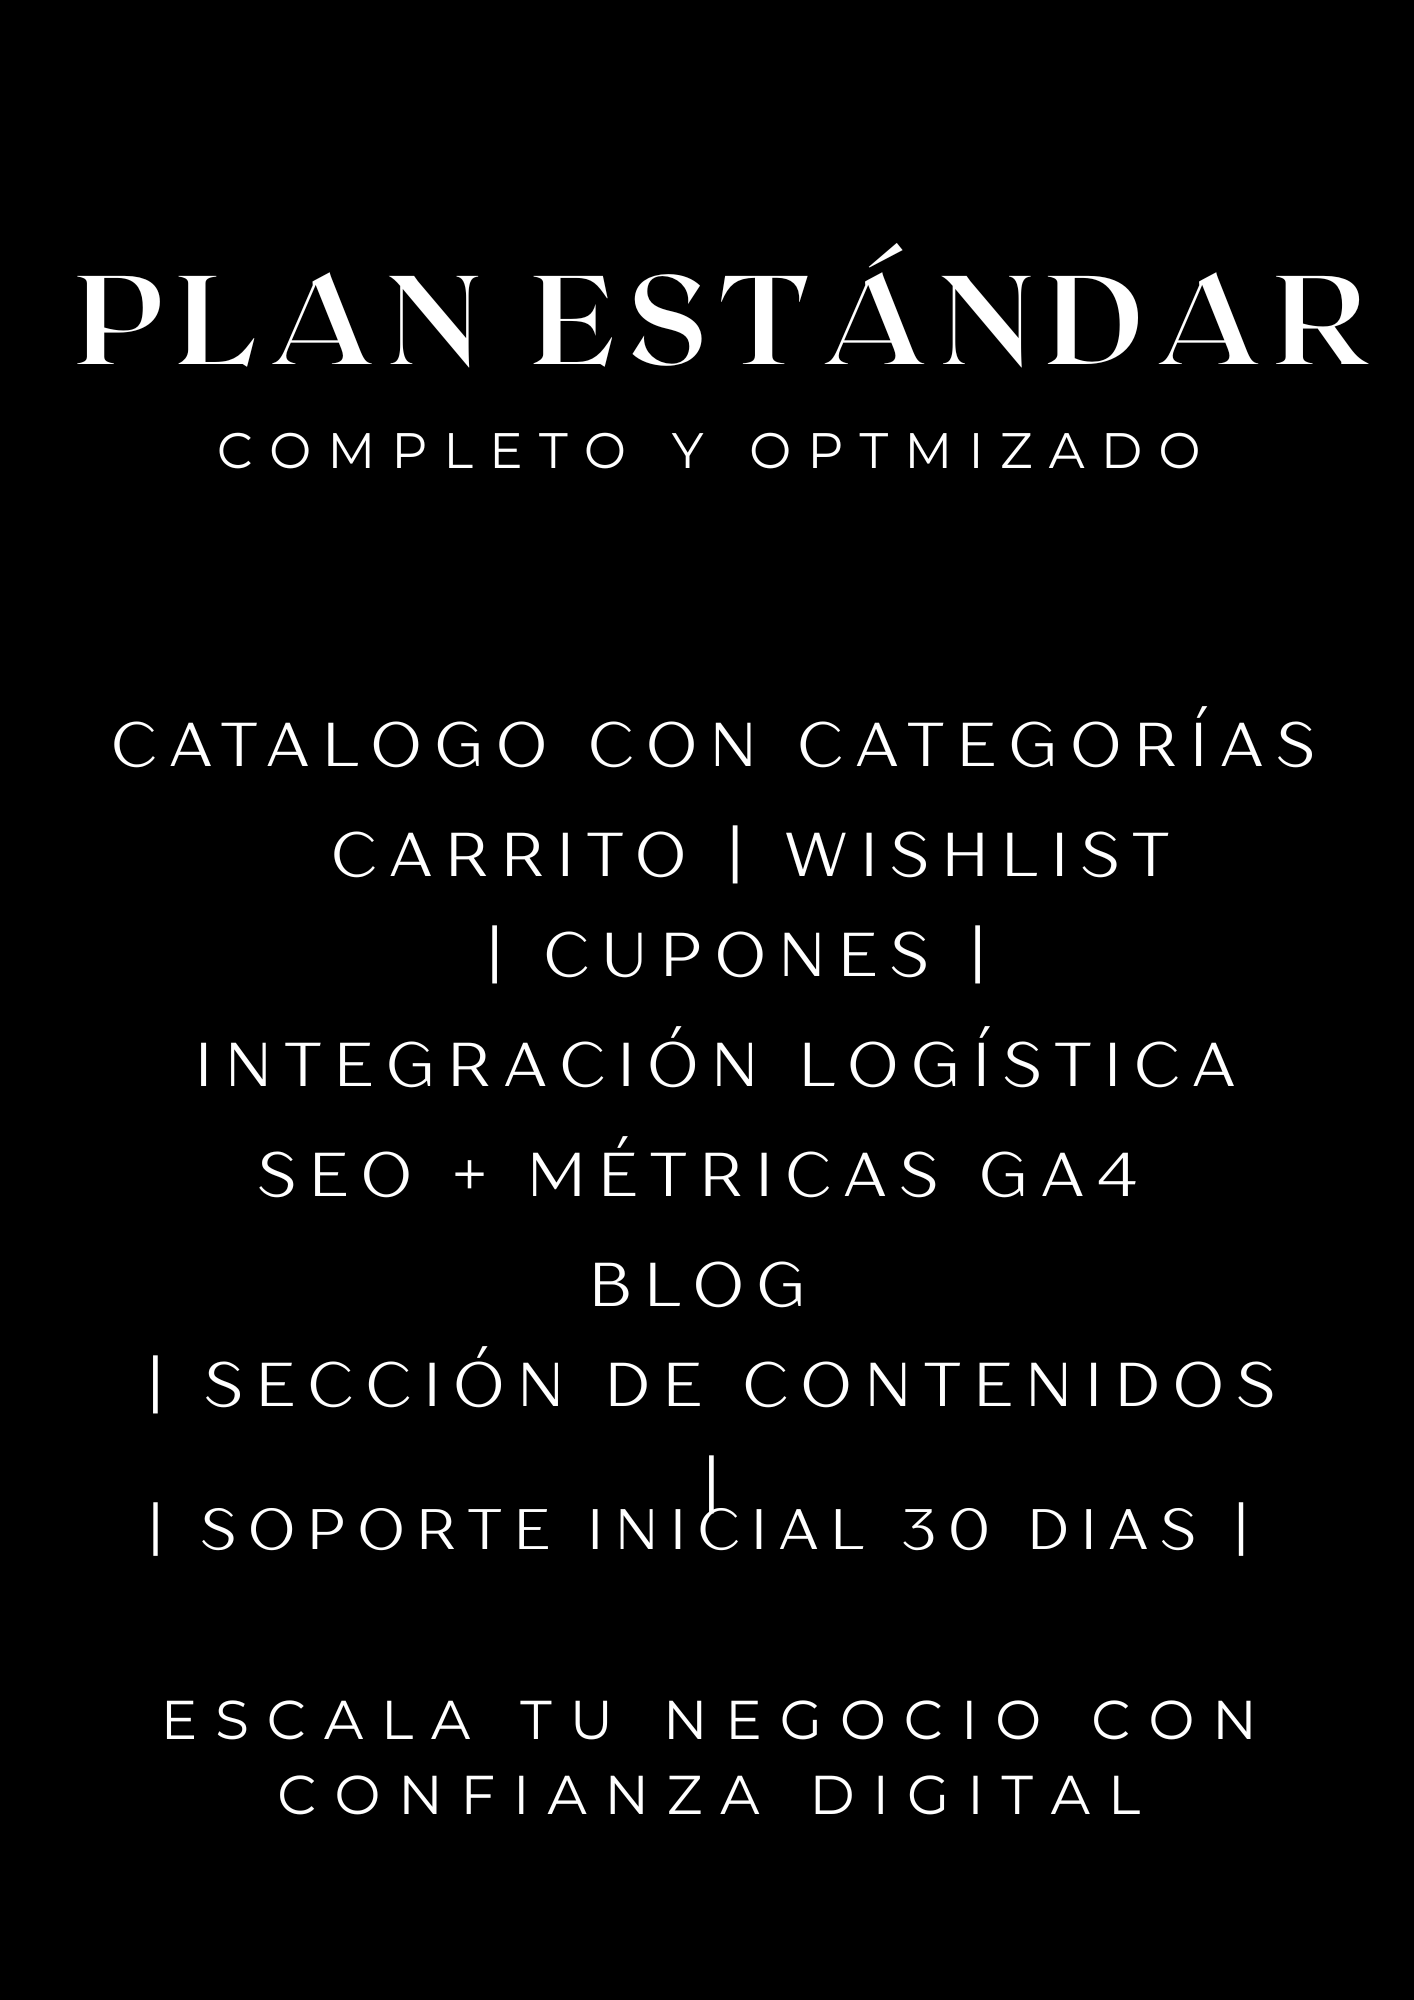 PLAN ESTÁNDAR
COMPLETO Y OPTMIZADO
CATALOGO CON CATEGORÍAS
CARRITO | WISHLIST
| CUPONES |
INTEGRACIÓN LOGÍSTICA
SEO + MÉTRICAS GA4
BLOG
| SECCIÓN DE CONTENIDOS
|
| SOPORTE INICIAL 30 DIAS |
ESCALA TU NEGOCIO CON
CONFIANZA DIGITAL